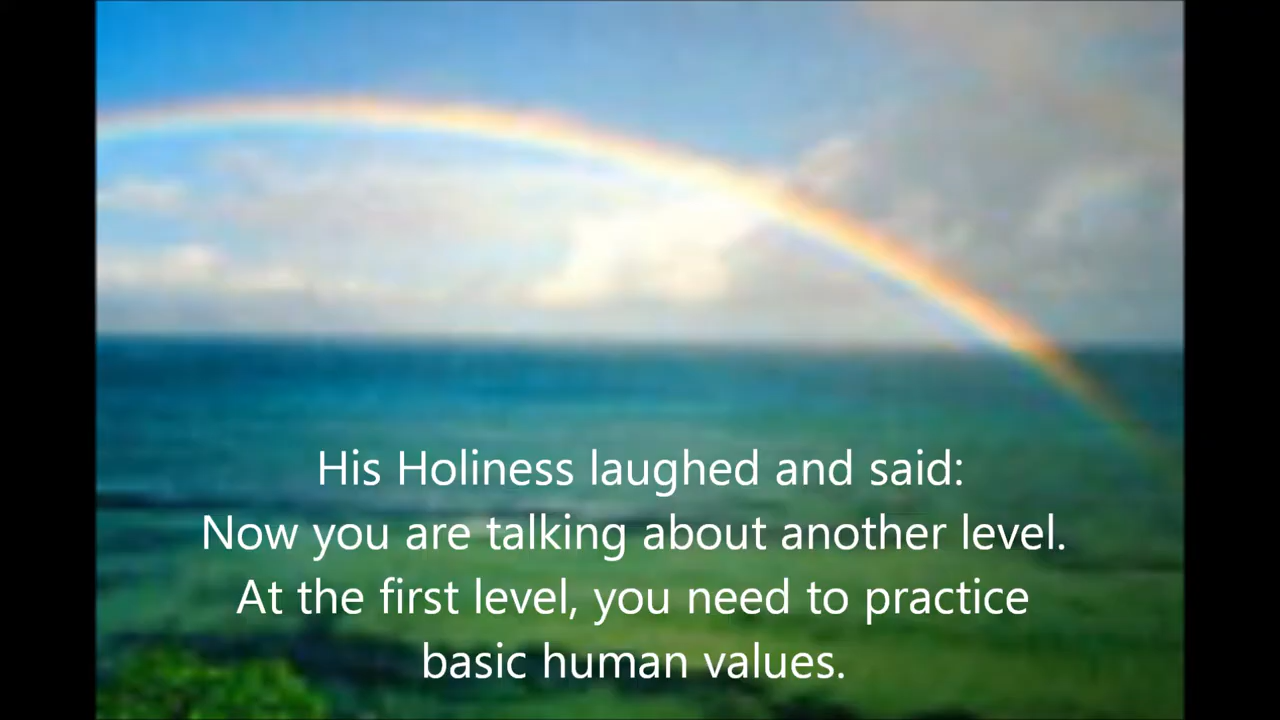 His Holiness laughed and said:
Now you are talking about another level.
At the first level, you need to practice
basic human values.